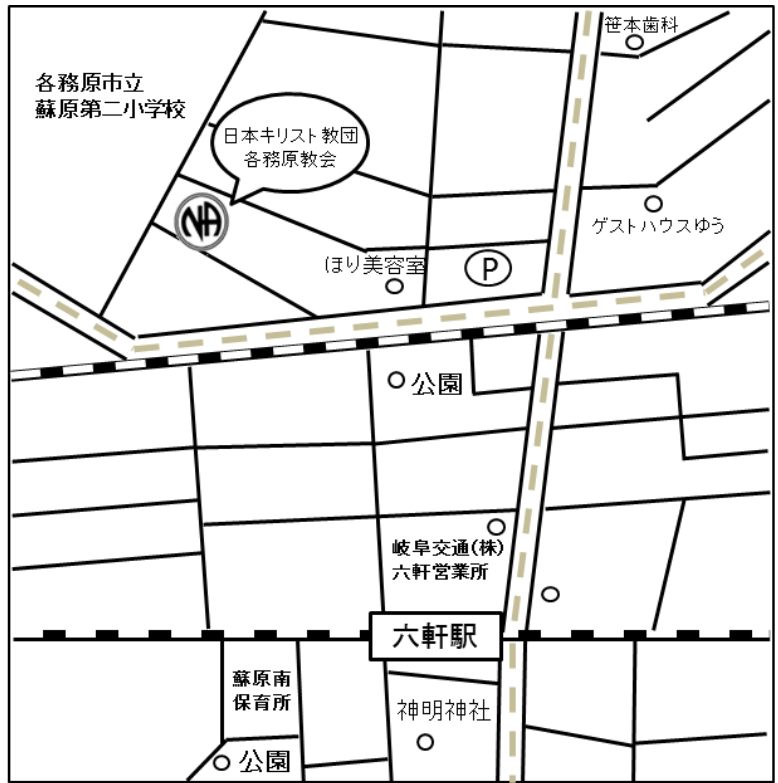 笹本歯科
各務原市立
蘇原第二小学校
日本キリスト教団
各務原教会
NA
ゲストハウスゆう
ほり美容室
P
公園
岐阜交通(株)
六軒営業所
六軒駅
蘇原南
保育所
神明神社
公園